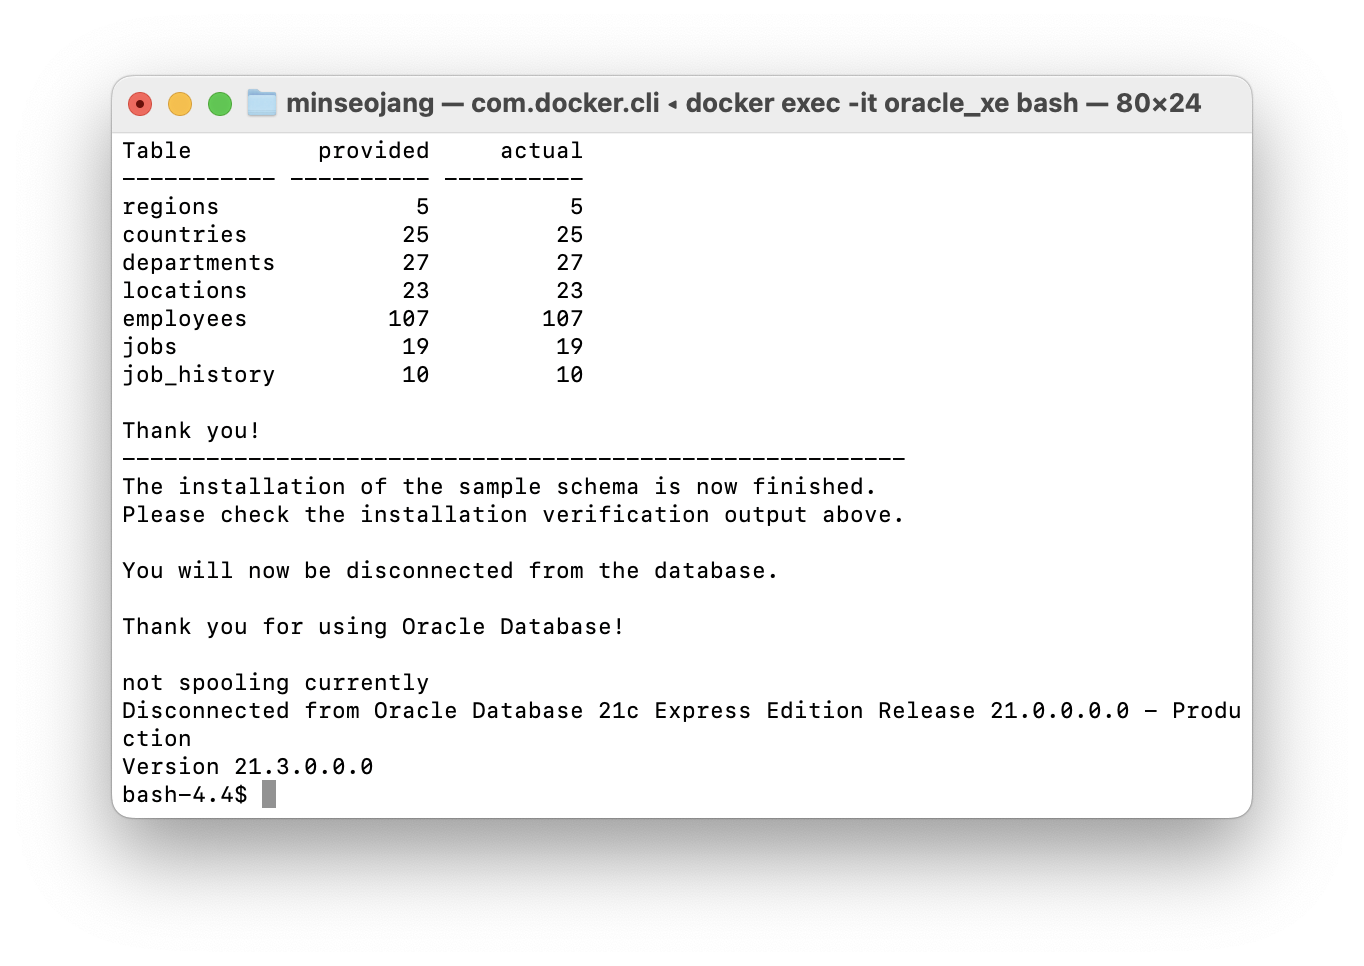 minseojang — com.docker.cli ◂ docker exec -it oracle_xe bash — 80×24
Table         provided     actual
----------- ---------- ----------
regions              5          5
countries           25         25
departments         27         27
locations           23         23
employees          107        107
jobs                19         19
job_history         10         10
Thank you!
--------------------------------------------------------
The installation of the sample schema is now finished.
Please check the installation verification output above.
You will now be disconnected from the database.
Thank you for using Oracle Database!
not spooling currently
Disconnected from Oracle Database 21c Express Edition Release 21.0.0.0.0 - Produ
ction
Version 21.3.0.0.0
bash-4.4$